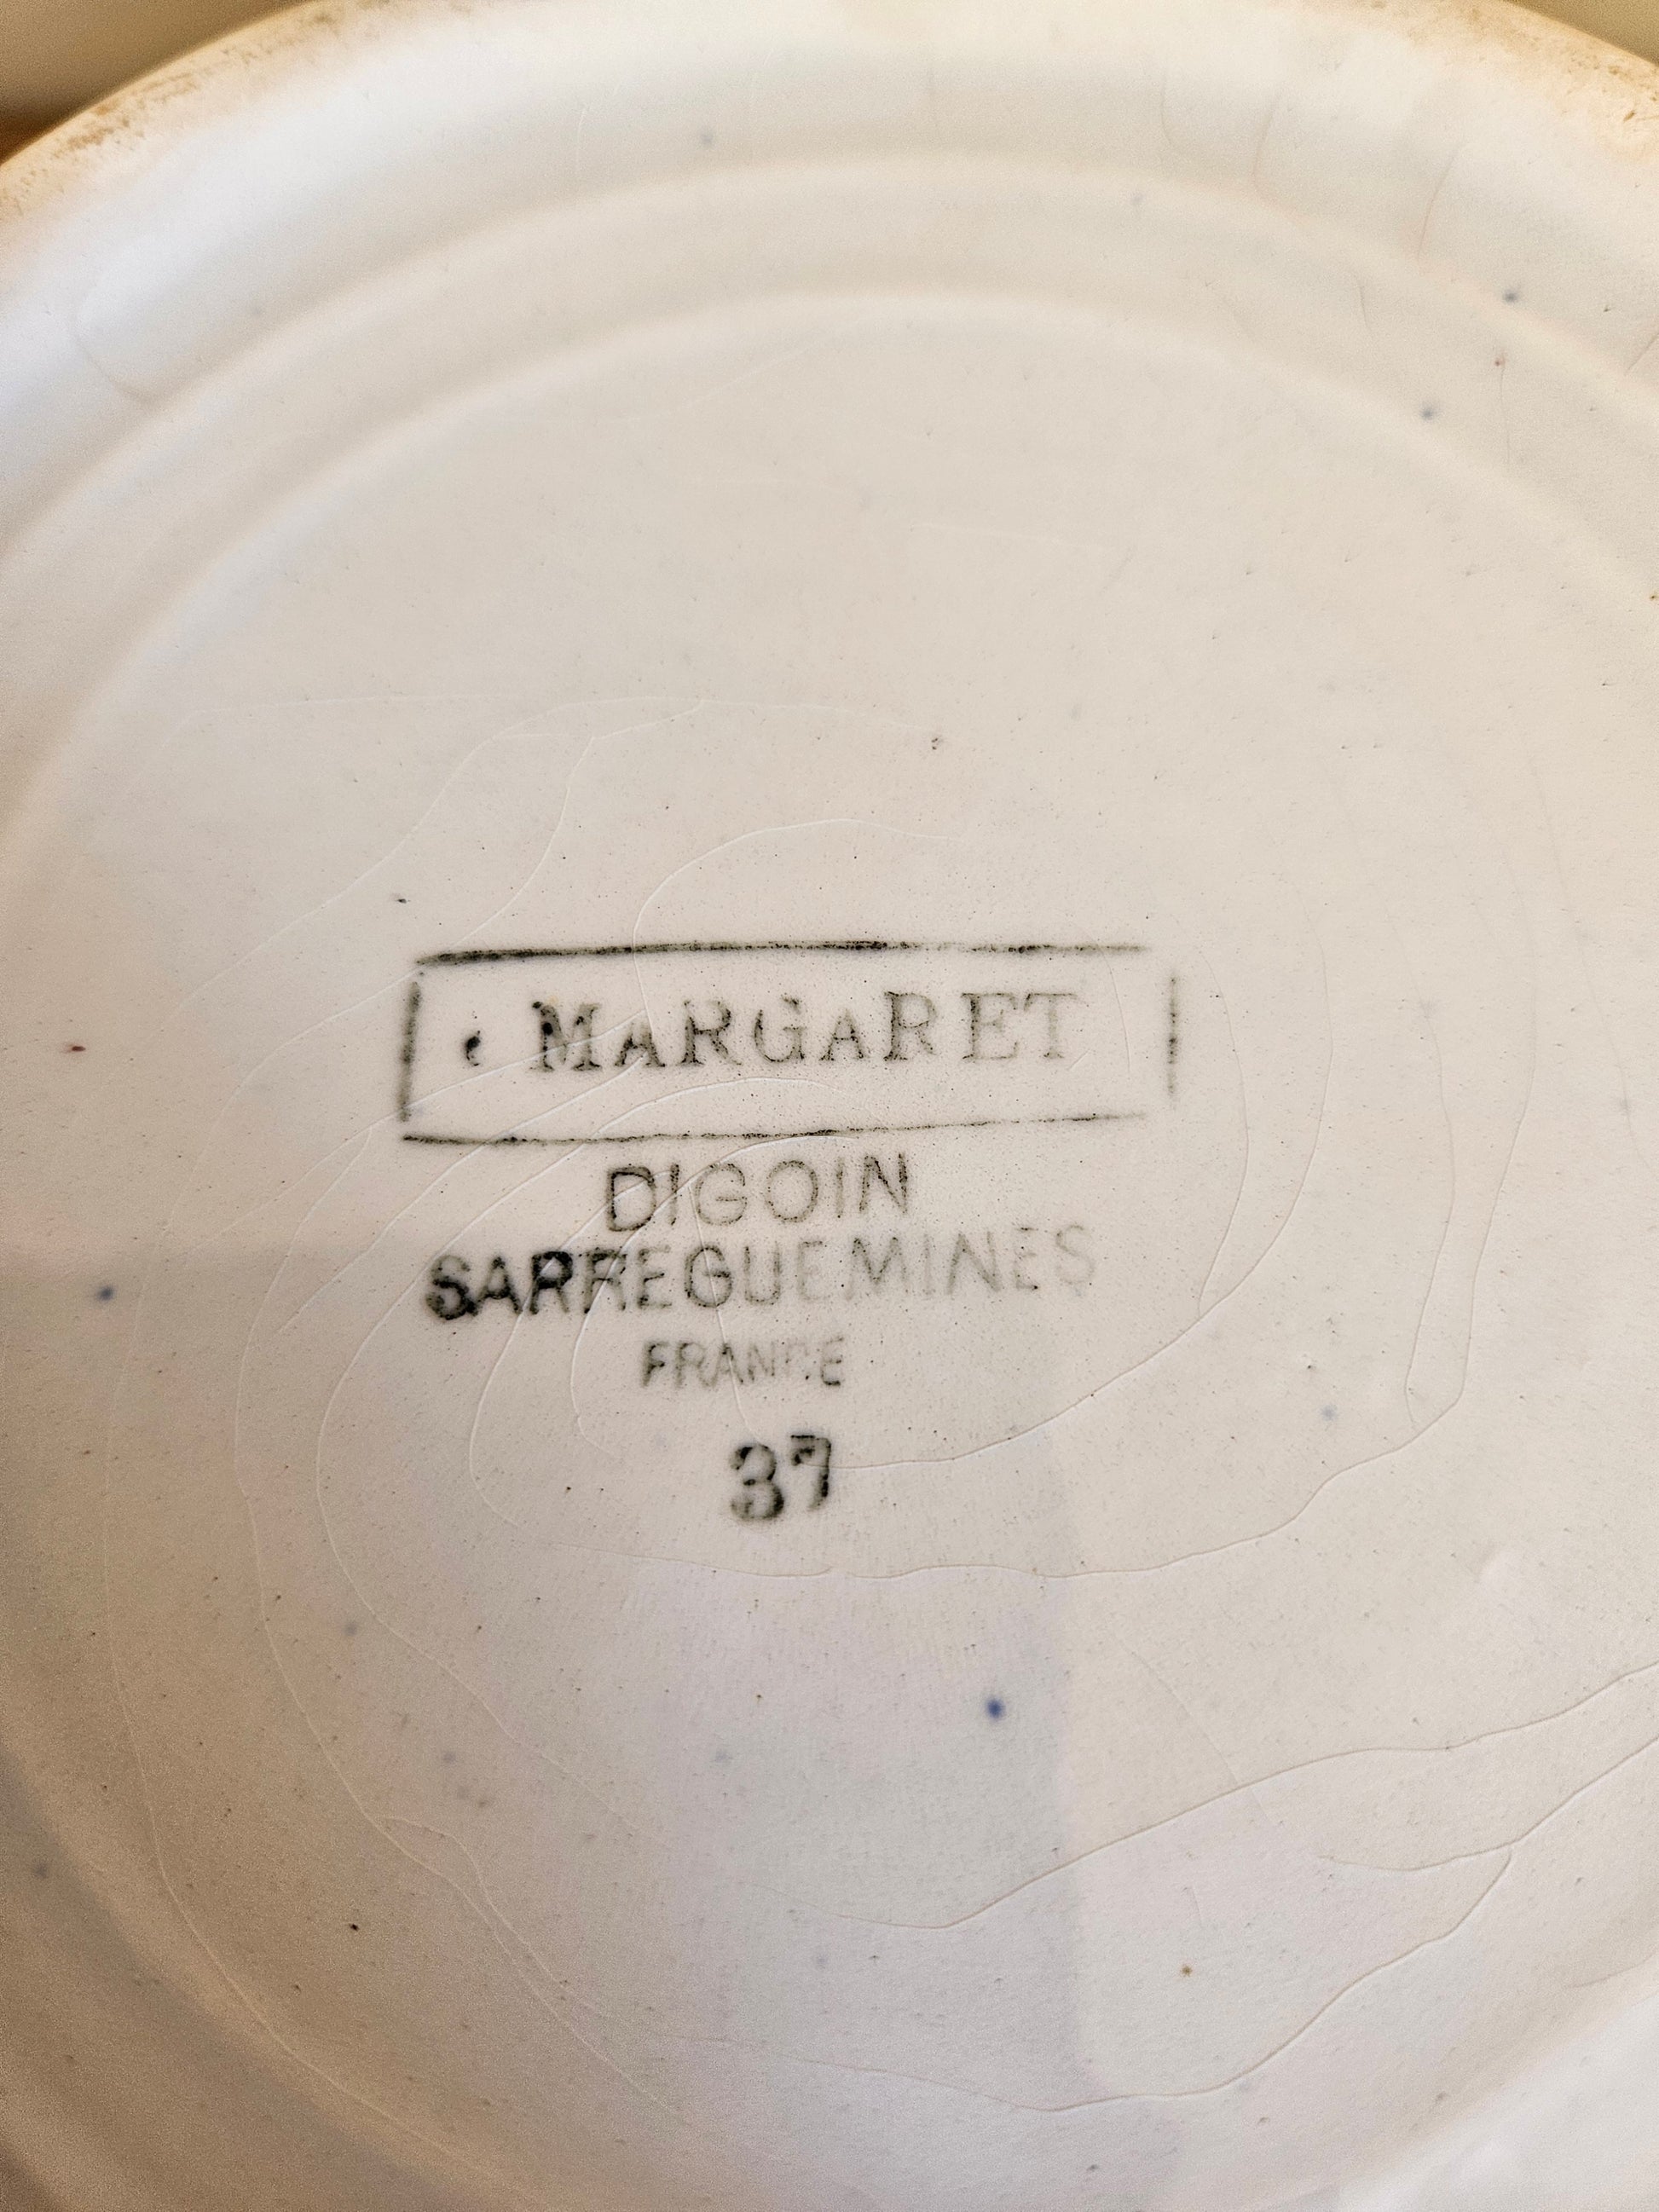 MARGARET
DIGOIN
SARREGUEMINES
FRANCE
37